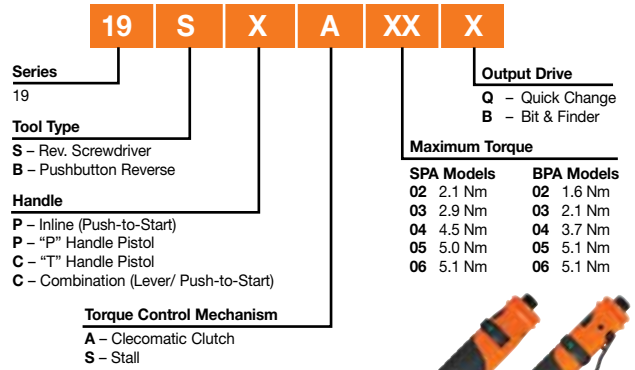 19 S X A XX X
Series
19
Tool Type
S – Rev. Screwdriver
B – Pushbutton Reverse
Handle
P – Inline (Push-to-Start)
P – “P” Handle Pistol
C – “T” Handle Pistol
C – Combination (Lever/ Push-to-Start)
Torque Control Mechanism
A – Clecomatic Clutch
S – Stall
Output Drive
Q – Quick Change
B – Bit & Finder
Maximum Torque
SPA Models BPA Models
02 2.1 Nm 02 1.6 Nm
03 2.9 Nm 03 2.1 Nm
04 4.5 Nm 04 3.7 Nm
05 5.0 Nm 05 5.1 Nm
06 5.1 Nm 06 5.1 Nm